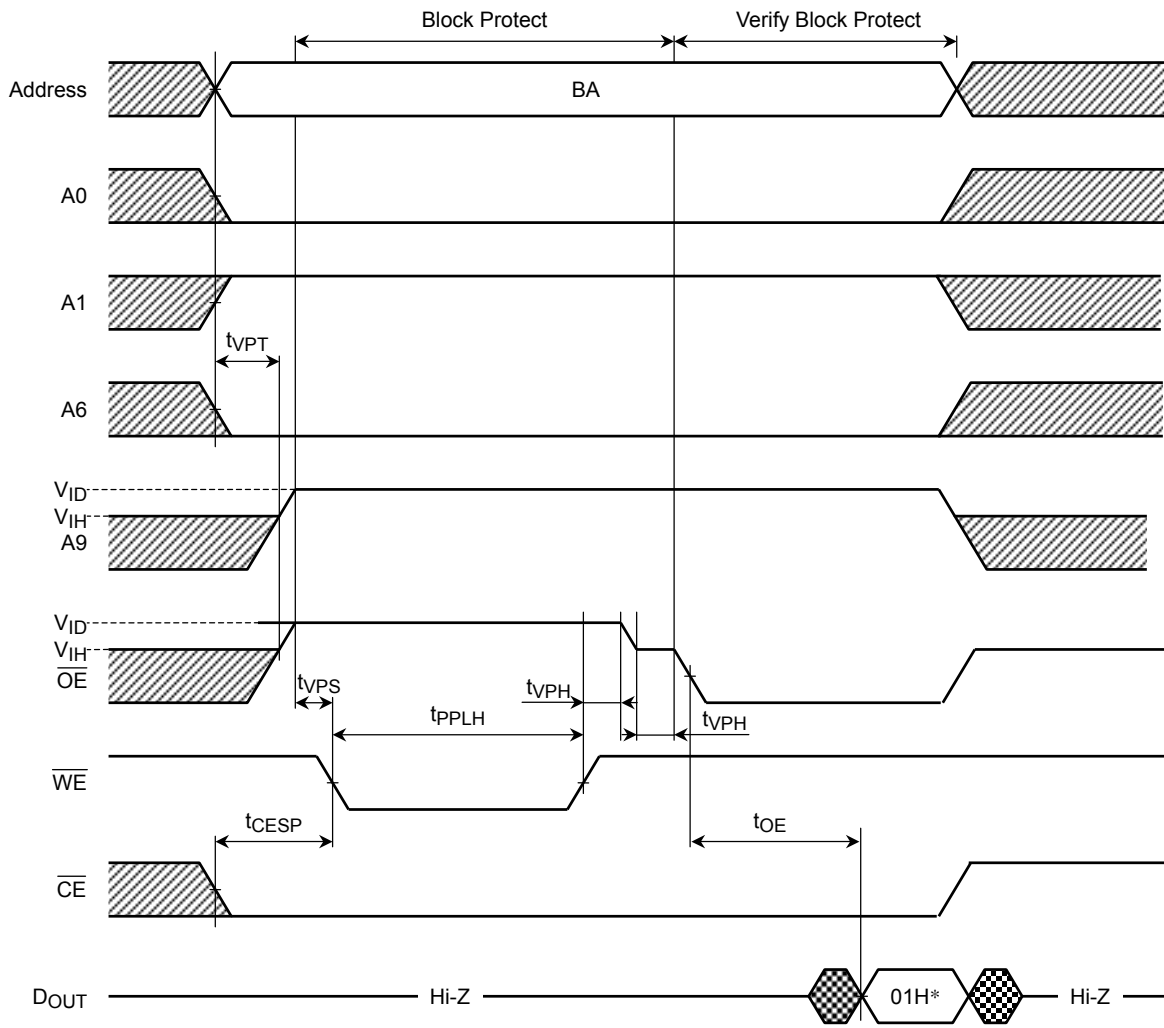 Block Protect
Verify Block Protect
Address
BA
A0
A1
tVPT
A6
VID
VIH
A9
VID
VIH
OE
tVPS
tVPH
tPPLH
tVPH
WE
tCESP
tOE
CE
DOUT
Hi-Z
01H*
Hi-Z